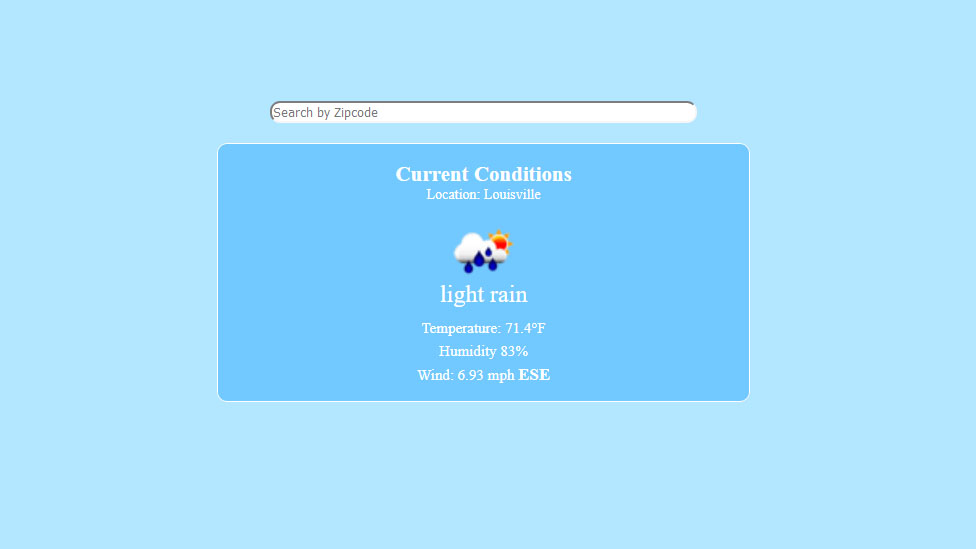 Search by Zipcode
Current Conditions
Location: Louisville
light rain
Temperature: 71.4°F
Humidity 83%
Wind: 6.93 mph ESE